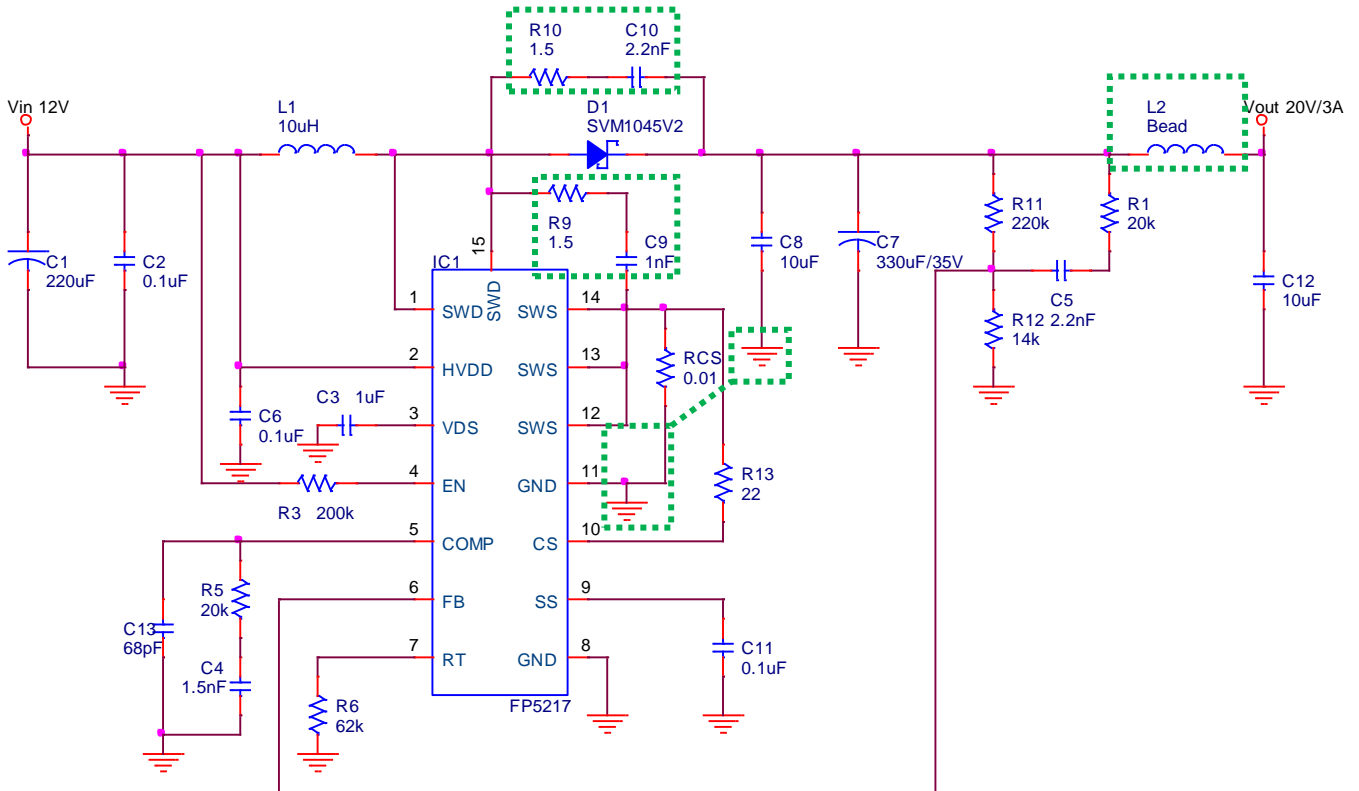 R10
1.5
C10
2.2nF
Vin 12V
L1
10uH
D1
SVM1045V2
L2
Bead
Vout 20V/3A
R9
1.5
C9
1nF
C1
220uF
C2
0.1uF
C8
10uF
C7
330uF/35V
R11
220k
R1
20k
C5
2.2nF
R12
14k
C12
10uF
IC1
15
SWD
1
SWD
14
SWS
2
HVDD
13
SWS
3
VDS
12
SWS
4
EN
11
GND
5
COMP
10
CS
6
FB
9
SS
7
RT
8
GND
FP5217
C6
0.1uF
C3 1uF
R3 200k
RCS
0.01
R13
22
R5
20k
C13
68pF
C4
1.5nF
R6
62k
C11
0.1uF